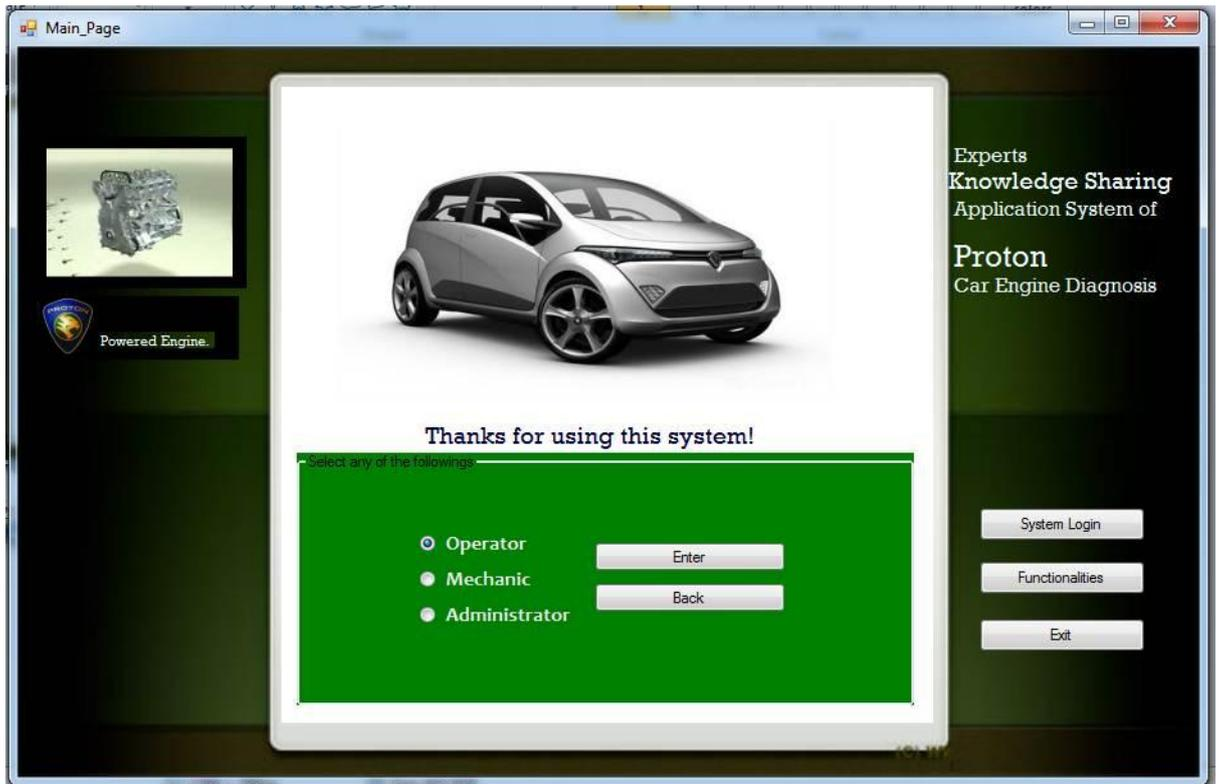 Main_Page
PROTON
Powered Engine.
Experts
Knowledge Sharing
Application System of
Proton
Car Engine Diagnosis
Thanks for using this system!
Select any of the followings
Operator
Mechanic
Administrator
Enter
Back
System Login
Functionalities
Exit